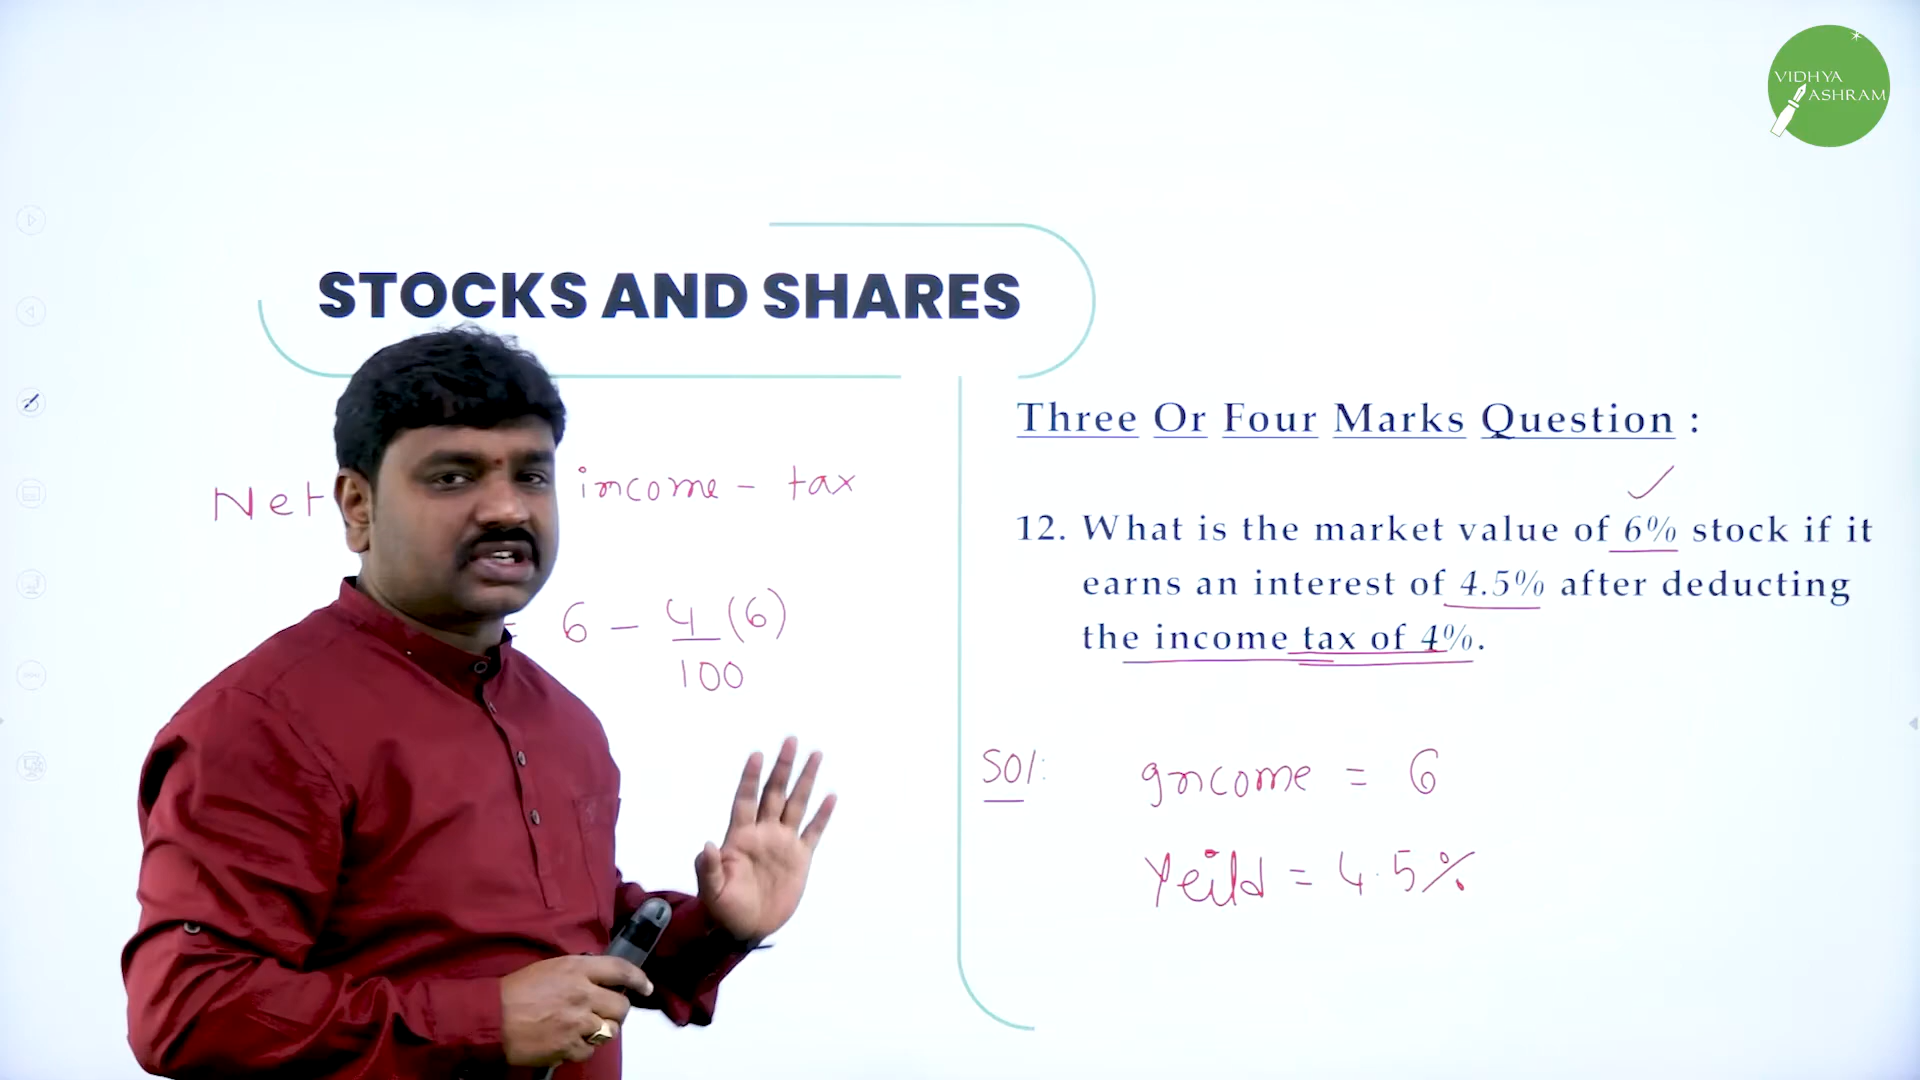 VIDHYA
ASHRAM
STOCKS AND SHARES
Net income - tax
= 6 - 4/100 (6)
Three Or Four Marks Question :
12. What is the market value of 6% stock if it
earns an interest of 4.5% after deducting
the income tax of 4%.
Sol: Income = 6
Yeild = 4.5%